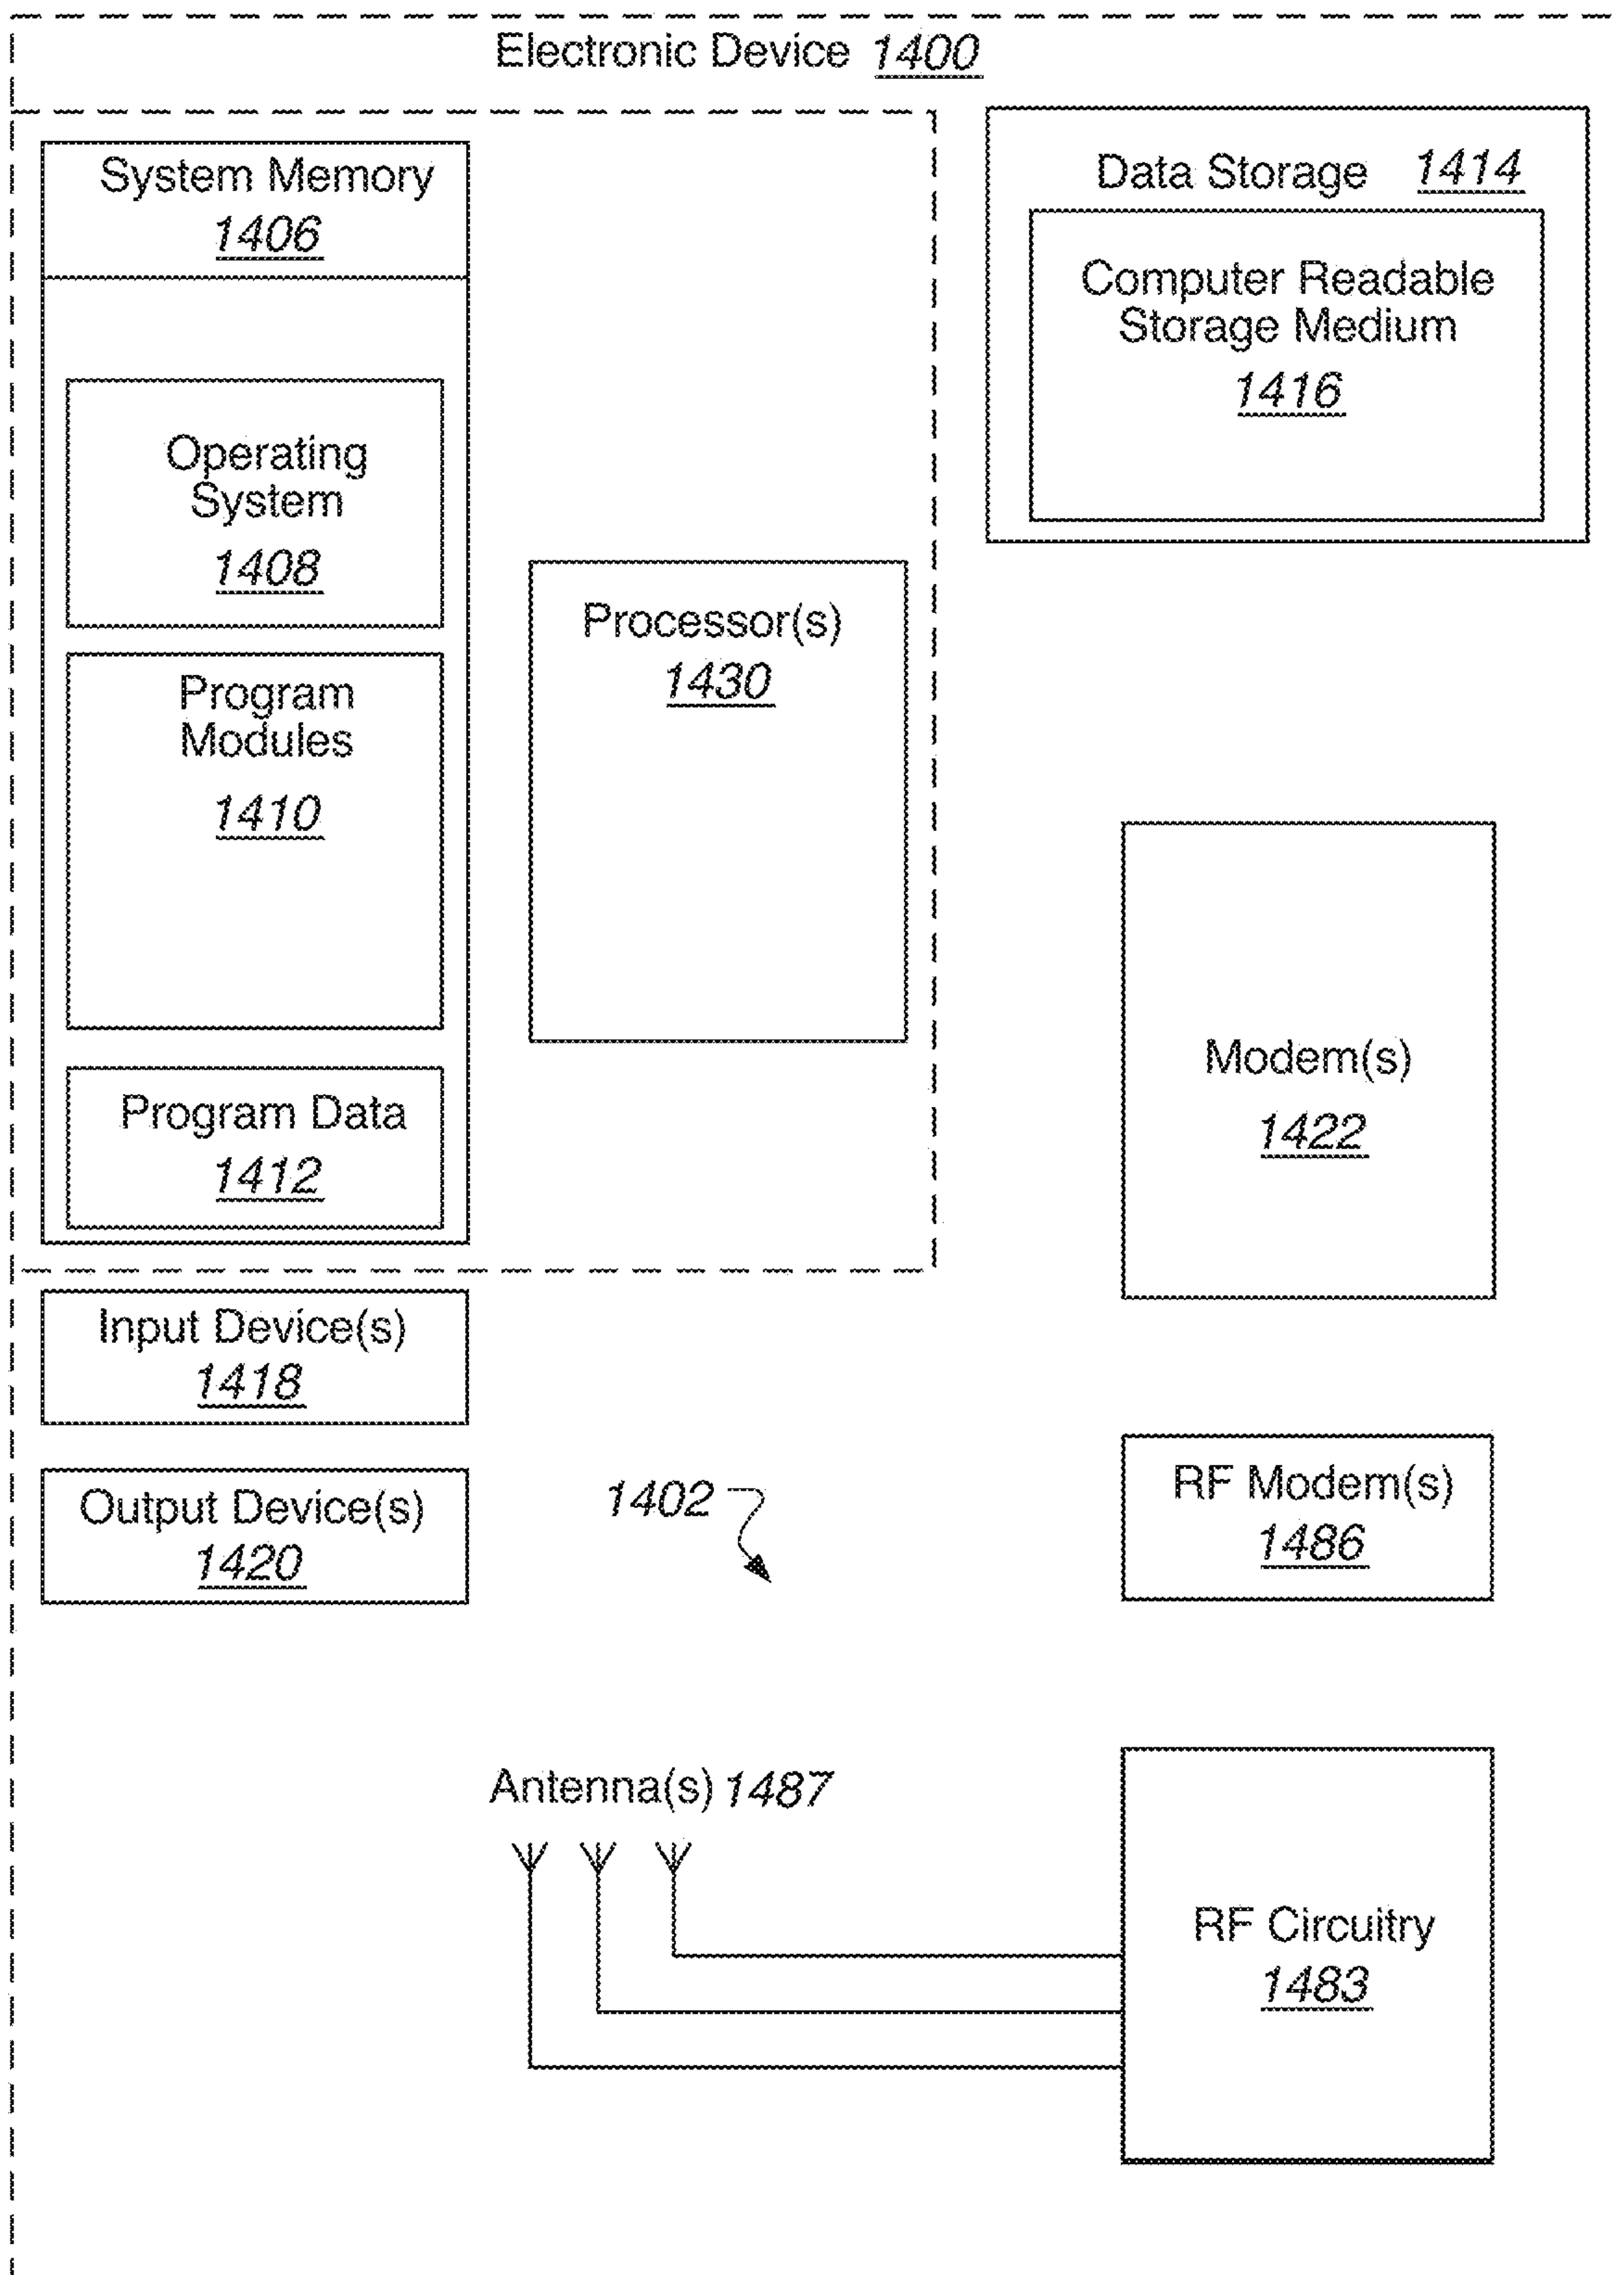 Electronic Device 1400
System Memory
1406
Operating
System
1408
Program
Modules
1410
Program Data
1412
Processor(s)
1430
Data Storage 1414
Computer Readable
Storage Medium
1416
Modem(s)
1422
Input Device(s)
1418
Output Device(s)
1420
1402
RF Modem(s)
1486
Antenna(s) 1487
RF Circuitry
1483